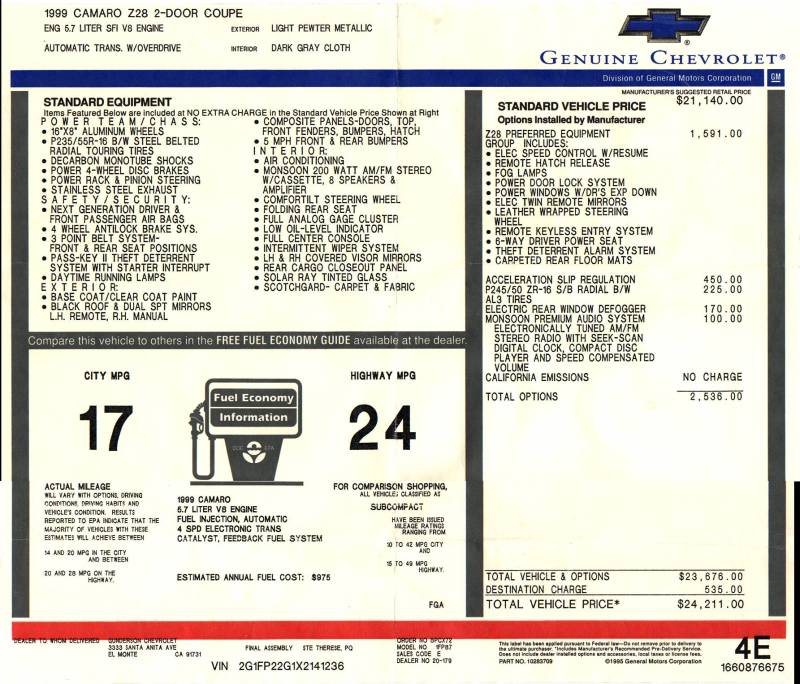 1999 CAMARO Z28 2-DOOR COUPE
ENG 5.7 LITER SFI V8 ENGINE
EXTERIOR LIGHT PEWTER METALLIC
AUTOMATIC TRANS. W/OVERDRIVE
INTERIOR DARK GRAY CLOTH
GENUINE CHEVROLET®
Division of General Motors Corporation GM
STANDARD EQUIPMENT
Items Featured Below are included at NO EXTRA CHARGE in the Standard Vehicle Price Shown at Right
POWER TEAM/CHASS:
• 16"X8" ALUMINUM WHEELS
• P235/55R-16 B/W STEEL BELTED
RADIAL TOURING TIRES
• DECARBON MONOTUBE SHOCKS
• POWER 4-WHEEL DISC BRAKES
• POWER RACK & PINION STEERING
• STAINLESS STEEL EXHAUST
SAFETY/SECURITY:
• NEXT GENERATION DRIVER &
FRONT PASSENGER AIR BAGS
• 4 WHEEL ANTILOCK BRAKE SYS.
• 3 POINT BELT SYSTEM-
FRONT & REAR SEAT POSITIONS
• PASS-KEY II THEFT DETERRENT
SYSTEM WITH STARTER INTERRUPT
• DAYTIME RUNNING LAMPS
EXTERIOR:
• BASE COAT/CLEAR COAT PAINT
• BLACK ROOF & DUAL SPT MIRRORS
L.H. REMOTE, R.H. MANUAL
• COMPOSITE PANELS-DOORS, TOP,
FRONT FENDERS, BUMPERS, HATCH
• 5 MPH FRONT & REAR BUMPERS
INTERIOR:
• AIR CONDITIONING
• MONSOON 200 WATT AM/FM STEREO
W/CASSETTE, 8 SPEAKERS &
AMPLIFIER
• COMFORTILT STEERING WHEEL
• FOLDING REAR SEAT
• FULL ANALOG GAGE CLUSTER
• LOW OIL-LEVEL INDICATOR
• FULL CENTER CONSOLE
• INTERMITTENT WIPER SYSTEM
• LH & RH COVERED VISOR MIRRORS
• REAR CARGO CLOSEOUT PANEL
• SOLAR RAY TINTED GLASS
• SCOTCHGARD- CARPET & FABRIC
MANUFACTURER'S SUGGESTED RETAIL PRICE
STANDARD VEHICLE PRICE $21,140.00
Options Installed by Manufacturer
Z28 PREFERRED EQUIPMENT 1,591.00
GROUP INCLUDES:
• ELEC SPEED CONTROL W/RESUME
• REMOTE HATCH RELEASE
• FOG LAMPS
• POWER DOOR LOCK SYSTEM
• POWER WINDOWS W/DR'S EXP DOWN
• ELEC TWIN REMOTE MIRRORS
• LEATHER WRAPPED STEERING
WHEEL
• REMOTE KEYLESS ENTRY SYSTEM
• 6-WAY DRIVER POWER SEAT
• THEFT DETERRENT ALARM SYSTEM
• CARPETED REAR FLOOR MATS
ACCELERATION SLIP REGULATION 450.00
P245/50 ZR-16 S/B RADIAL B/W 225.00
AL3 TIRES
ELECTRIC REAR WINDOW DEFOGGER 170.00
MONSOON PREMIUM AUDIO SYSTEM 100.00
ELECTRONICALLY TUNED AM/FM
STEREO RADIO WITH SEEK-SCAN
DIGITAL CLOCK, COMPACT DISC
PLAYER AND SPEED COMPENSATED
VOLUME
CALIFORNIA EMISSIONS NO CHARGE
TOTAL OPTIONS 2,536.00
TOTAL VEHICLE & OPTIONS $23,676.00
DESTINATION CHARGE 535.00
TOTAL VEHICLE PRICE* $24,211.00
Compare this vehicle to others in the FREE FUEL ECONOMY GUIDE available at the dealer.
CITY MPG
17
Fuel Economy
Information
DOE EPA
HIGHWAY MPG
24
ACTUAL MILEAGE
WILL VARY WITH OPTIONS, DRIVING
CONDITIONS, DRIVING HABITS AND
VEHICLE'S CONDITION. RESULTS
REPORTED TO EPA INDICATE THAT THE
MAJORITY OF VEHICLES WITH THESE
ESTIMATES WILL ACHIEVE BETWEEN
14 AND 20 MPG IN THE CITY
AND BETWEEN
20 AND 28 MPG ON THE
HIGHWAY.
1999 CAMARO
5.7 LITER V8 ENGINE
FUEL INJECTION, AUTOMATIC
4 SPD ELECTRONIC TRANS
CATALYST, FEEDBACK FUEL SYSTEM
ESTIMATED ANNUAL FUEL COST: $975
FOR COMPARISON SHOPPING,
ALL VEHICLES CLASSIFIED AS
SUBCOMPACT
HAVE BEEN ISSUED
MILEAGE RATINGS
RANGING FROM
10 TO 42 MPG CITY
AND
15 TO 49 MPG
HIGHWAY.
FGA
DEALER TO WHOM DELIVERED GUNDERSON CHEVROLET
3333 SANTA ANITA AVE
EL MONTE CA 91731
FINAL ASSEMBLY STE THERESE, PQ
VIN 2G1FP22G1X2141236
ORDER NO BPCX72
MODEL NO 1FP87
SALES CODE E
DEALER NO 20-179
This label has been applied pursuant to Federal law—Do not remove prior to delivery to
the ultimate purchaser. *Includes Manufacturer's Recommended Pre-Delivery Service.
Does not include dealer installed options and accessories, local taxes or license fees.
PART NO. 10283709 ©1995 General Motors Corporation
4E
1660876675